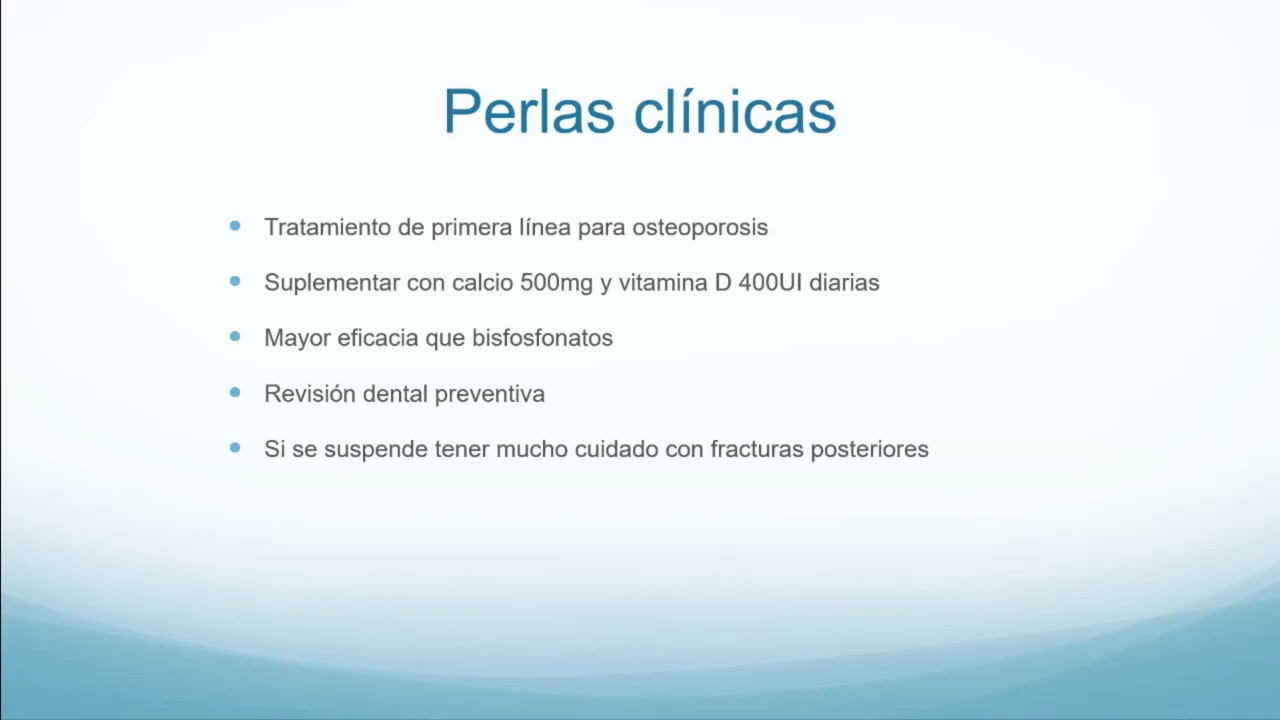 Perlas clínicas
Tratamiento de primera línea para osteoporosis
Suplementar con calcio 500mg y vitamina D 400UI diarias
Mayor eficacia que bisfosfonatos
Revisión dental preventiva
Si se suspende tener mucho cuidado con fracturas posteriores